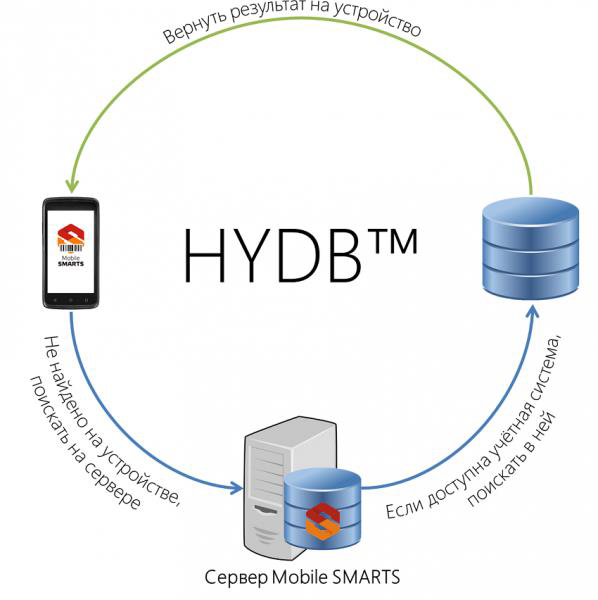 Вернуть результат на устройство
HYDB™
Mobile
SMARTS
Не найдено на устройстве,
поискать на сервере
Если доступна учётная система,
поискать в ней
Сервер Mobile SMARTS